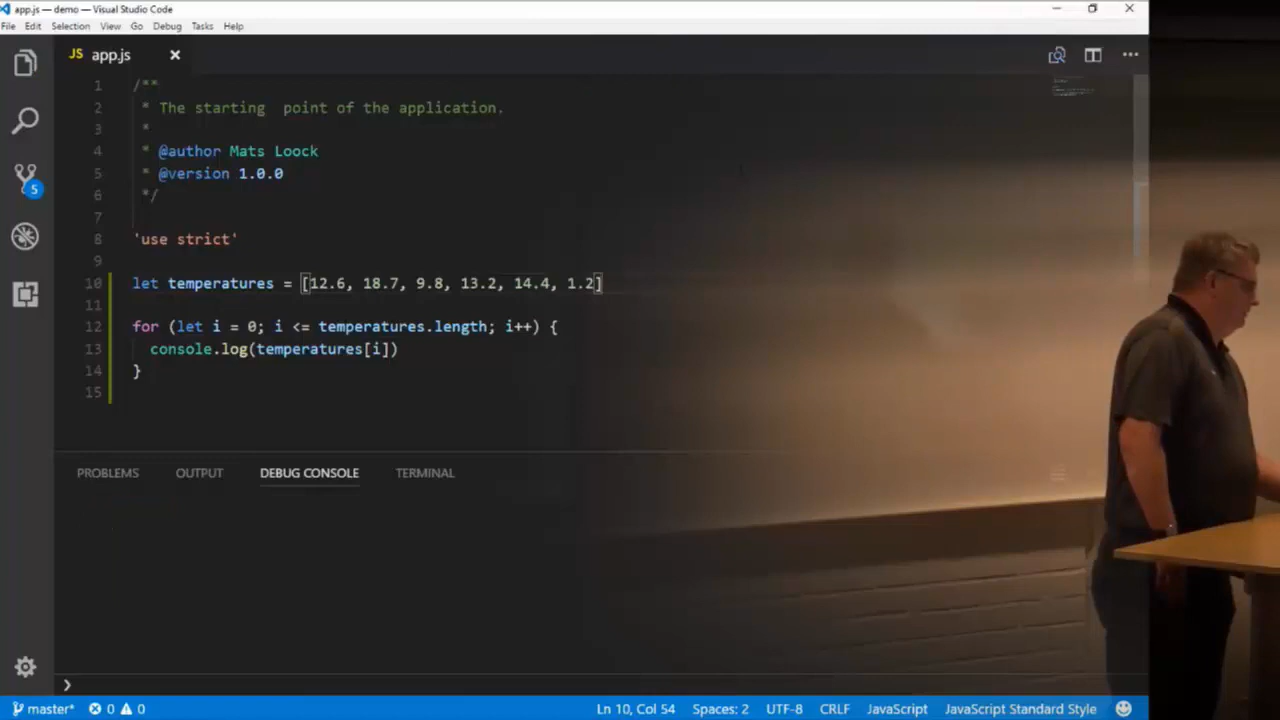 app.js — demo — Visual Studio Code
File Edit Selection View Go Debug Tasks Help
JS app.js
1 /**
2 * The starting  point of the application.
3 *
4 * @author Mats Loock
5 * @version 1.0.0
6 */
7
8 'use strict'
9
10 let temperatures = [12.6, 18.7, 9.8, 13.2, 14.4, 1.2]
11
12 for (let i = 0; i <= temperatures.length; i++) {
13   console.log(temperatures[i])
14 }
15
5
PROBLEMS OUTPUT DEBUG CONSOLE TERMINAL
❯
master* 0 0 Ln 10, Col 54 Spaces: 2 UTF-8 CRLF JavaScript JavaScript Standard Style